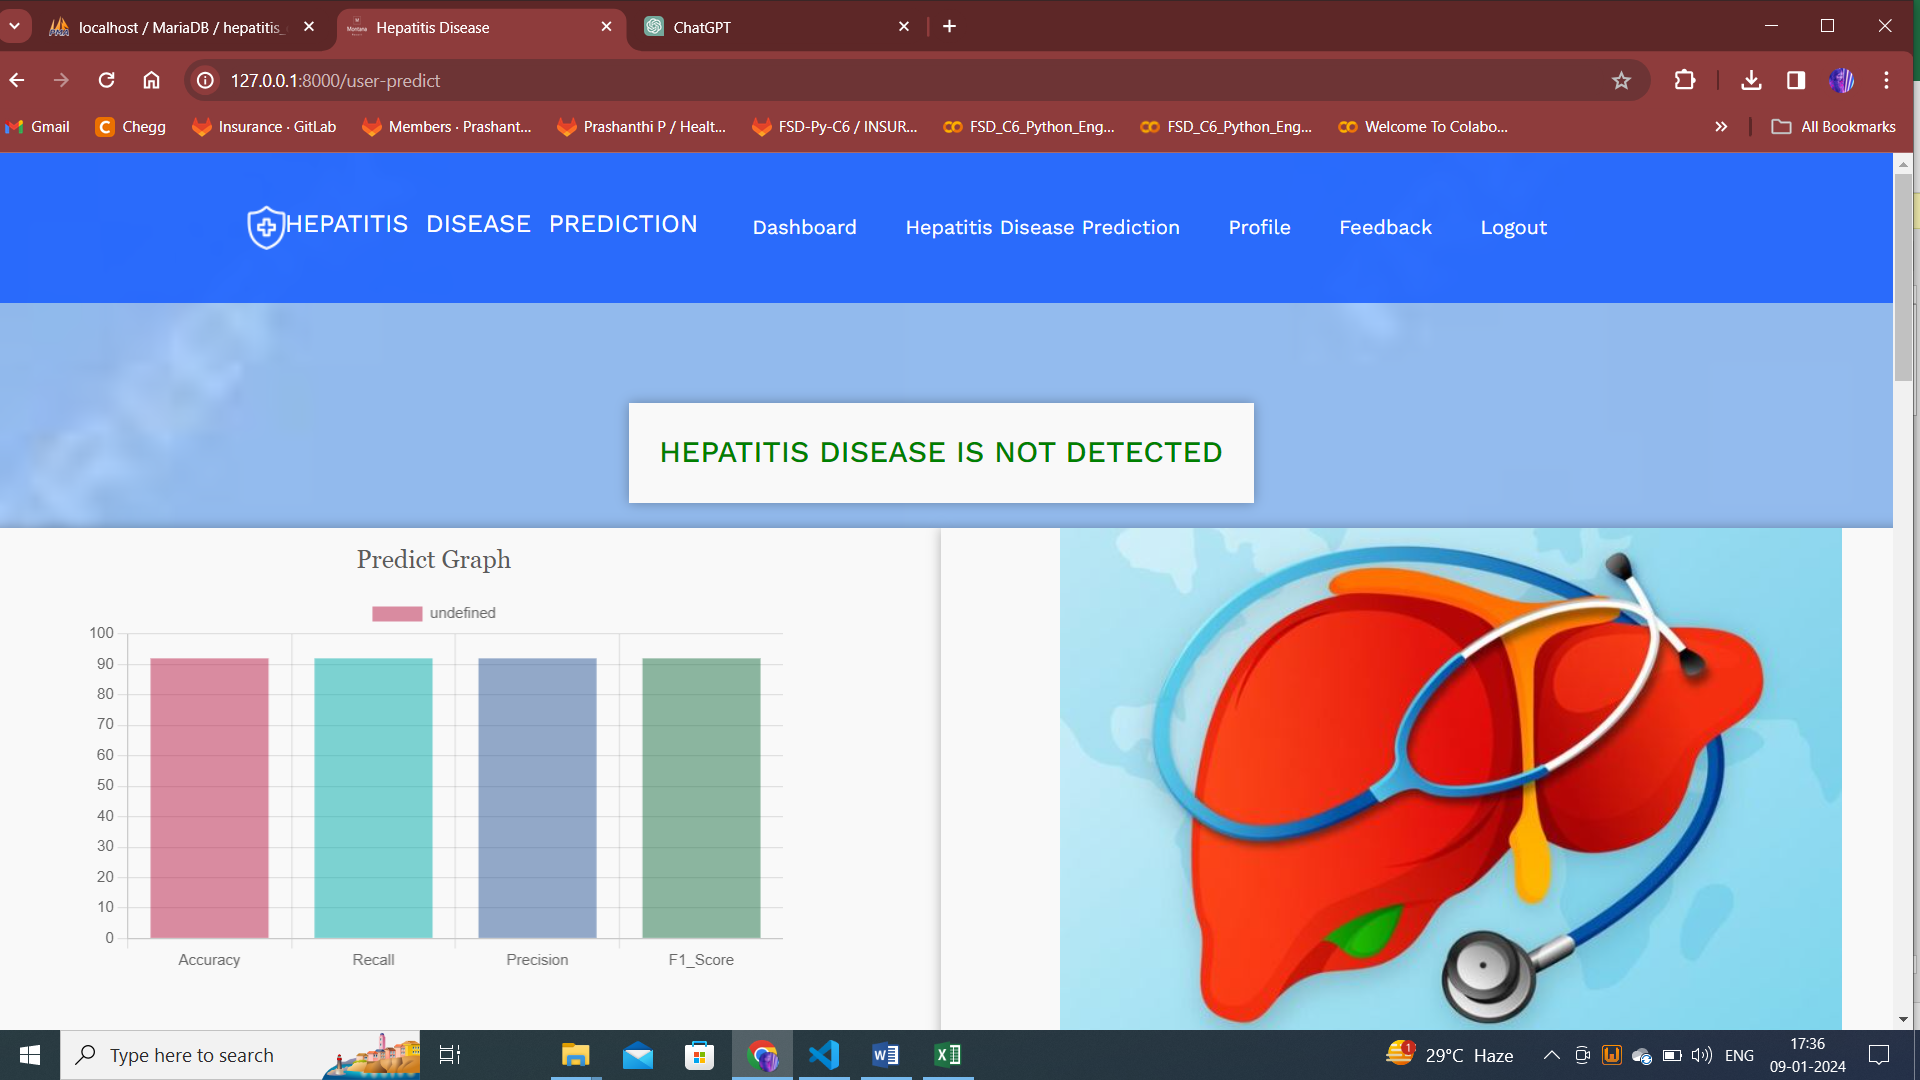 localhost / MariaDB / hepatitis_
Hepatitis Disease
ChatGPT
127.0.0.1:8000/user-predict
Gmail
Chegg
Insurance · GitLab
Members · Prashant...
Prashanthi P / Healt...
FSD-Py-C6 / INSUR...
FSD_C6_Python_Eng...
FSD_C6_Python_Eng...
Welcome To Colabo...
All Bookmarks
HEPATITIS DISEASE PREDICTION
Dashboard
Hepatitis Disease Prediction
Profile
Feedback
Logout
HEPATITIS DISEASE IS NOT DETECTED
Predict Graph
undefined
100
90
80
70
60
50
40
30
20
10
0
Accuracy
Recall
Precision
F1_Score
Type here to search
1
29°C Haze
ENG
17:36
09-01-2024